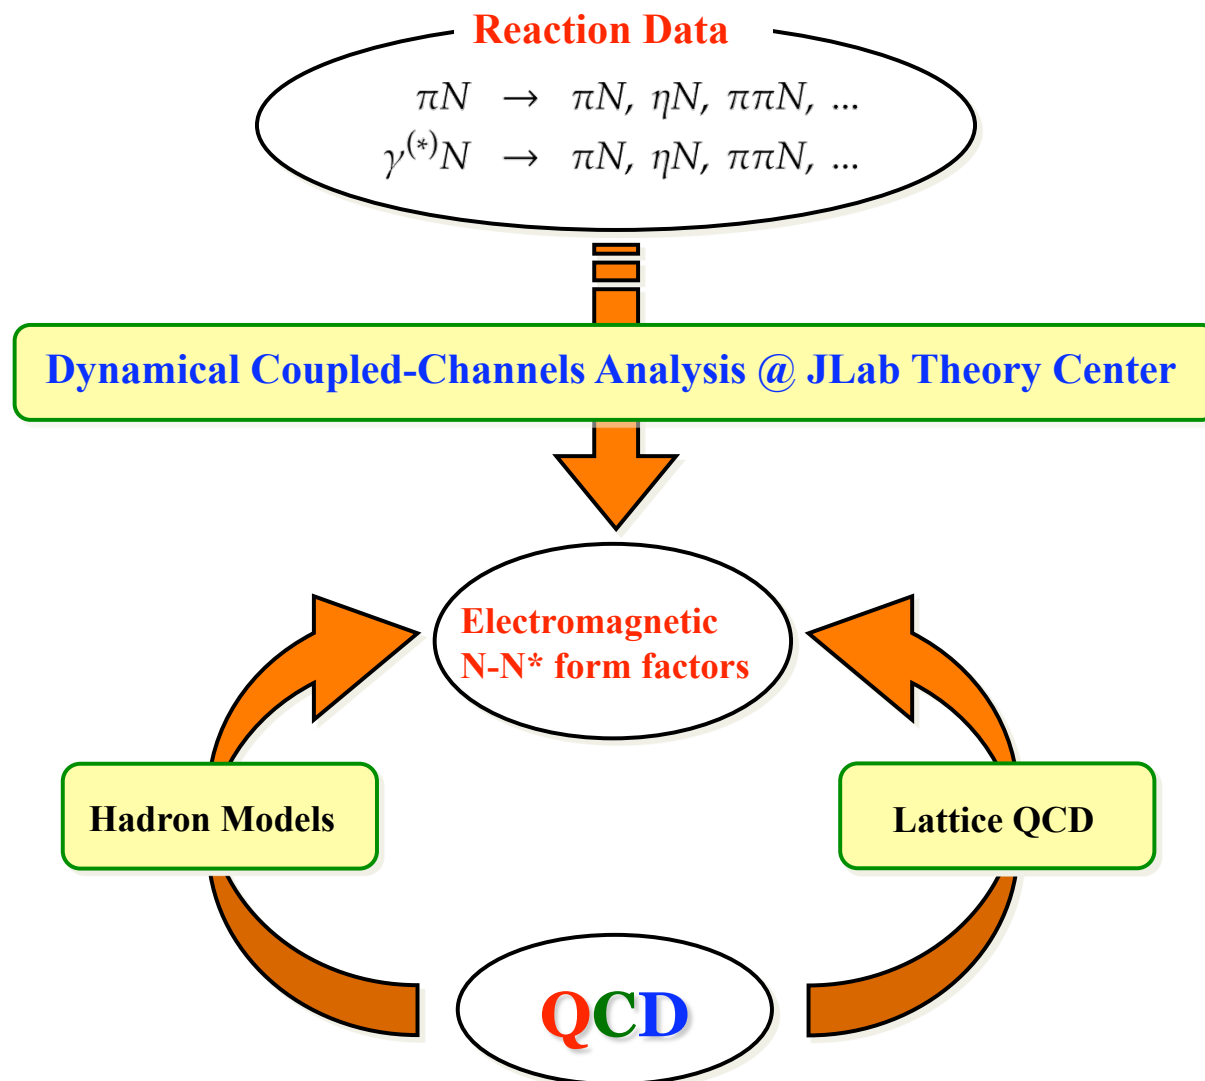 Reaction Data
πN → πN, ηN, ππN, ...
γ(*)N → πN, ηN, ππN, ...
Dynamical Coupled-Channels Analysis @ JLab Theory Center
Electromagnetic
N-N* form factors
Hadron Models
Lattice QCD
QCD